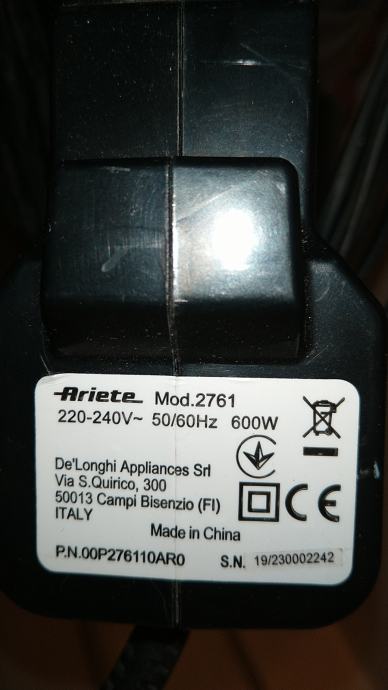 Ariete Mod.2761
220-240V~ 50/60Hz 600W
De'Longhi Appliances Srl
Via S.Quirico, 300
50013 Campi Bisenzio (FI)
ITALY
CE
Made in China
P.N.00P276110AR0 S.N. 19/230002242